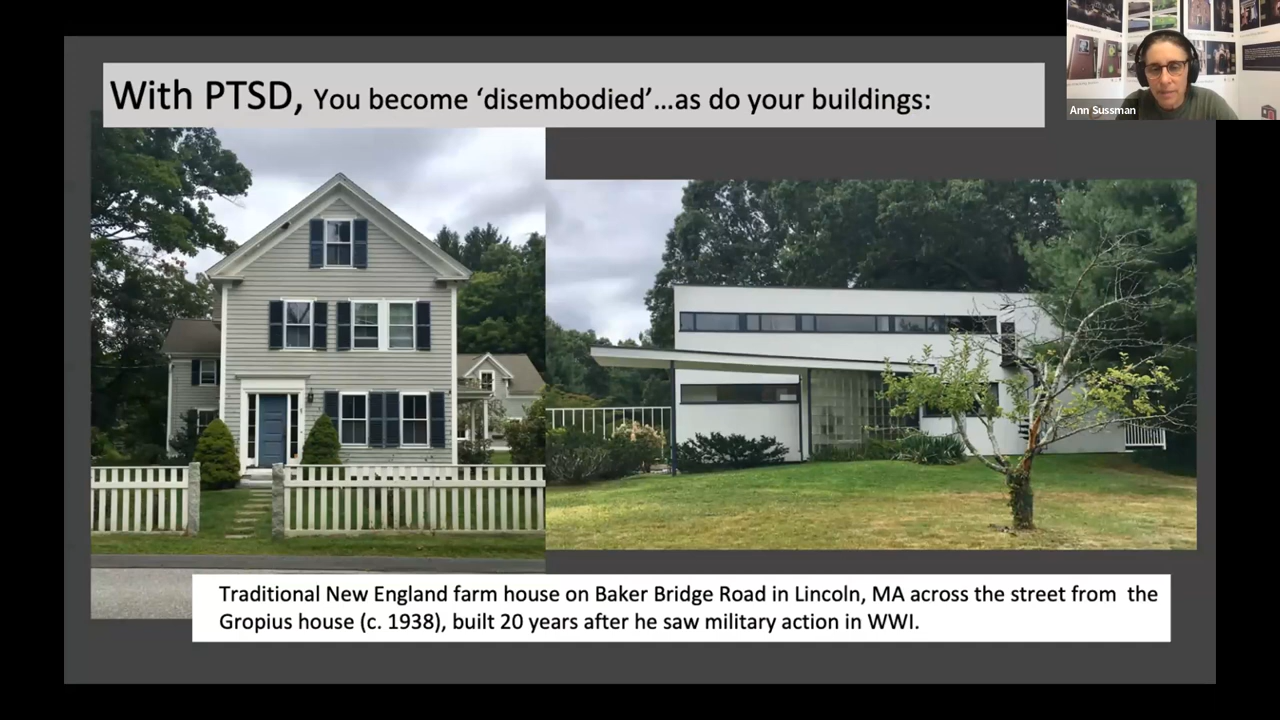 With PTSD, You become ‘disembodied’...as do your buildings:
Ann Sussman
Traditional New England farm house on Baker Bridge Road in Lincoln, MA across the street from the
Gropius house (c. 1938), built 20 years after he saw military action in WWI.